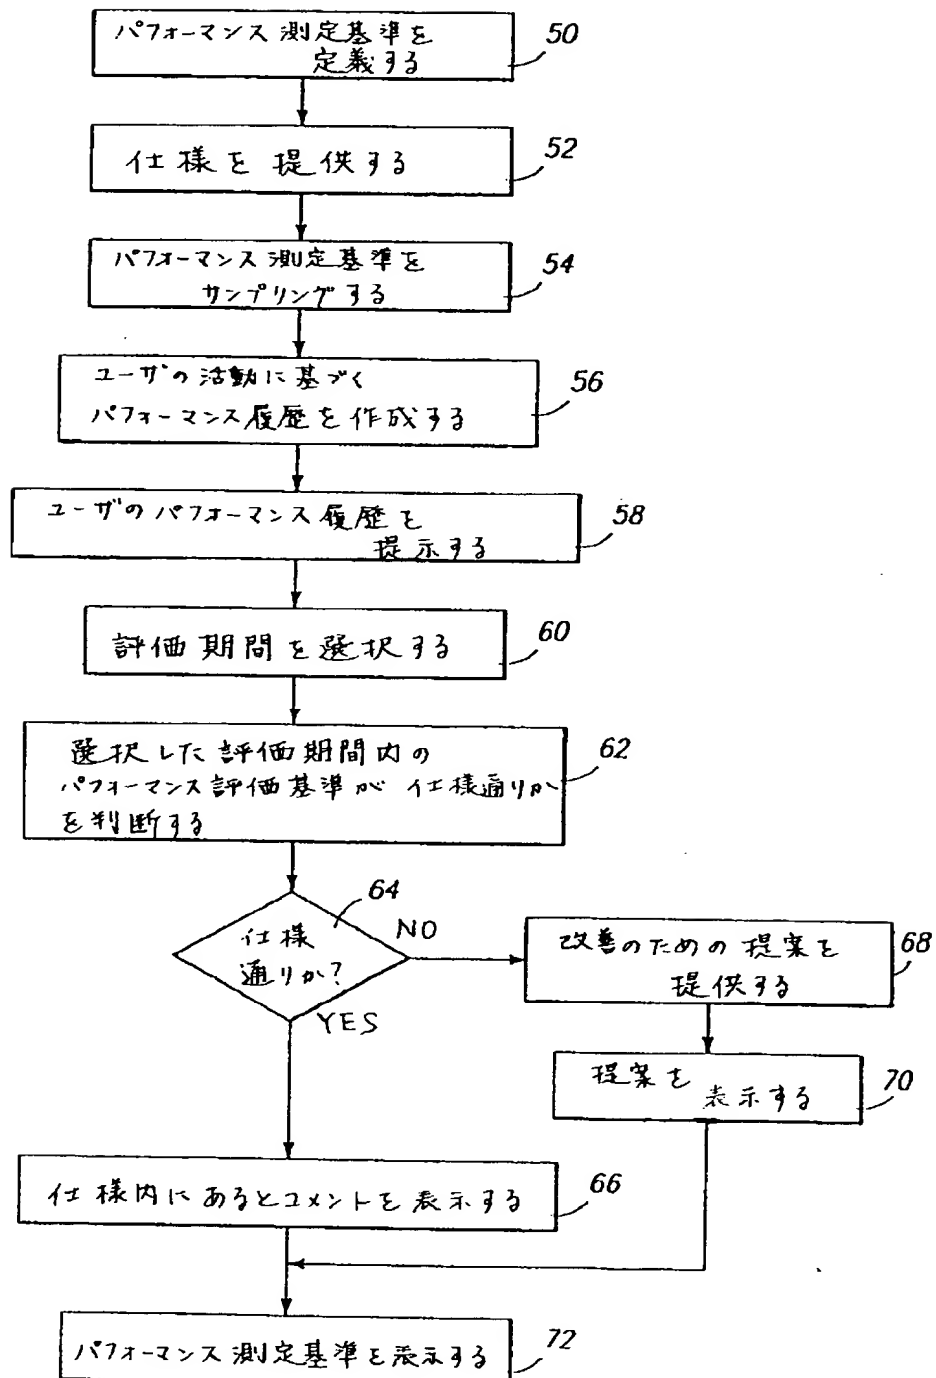 パフォーマンス測定基準を
定義する
50
仕様を提供する
52
パフォーマンス測定基準を
サンプリングする
54
ユーザの活動に基づく
パフォーマンス履歴を作成する
56
ユーザのパフォーマンス履歴を
提示する
58
評価期間を選択する
60
選択した評価期間内の
パフォーマンス評価基準が仕様通りか
を判断する
62
64
仕様
通りか?
NO
YES
改善のための提案を
提供する
68
提案を
表示する
70
仕様内にあるとコメントを表示する
66
パフォーマンス測定基準を表示する
72